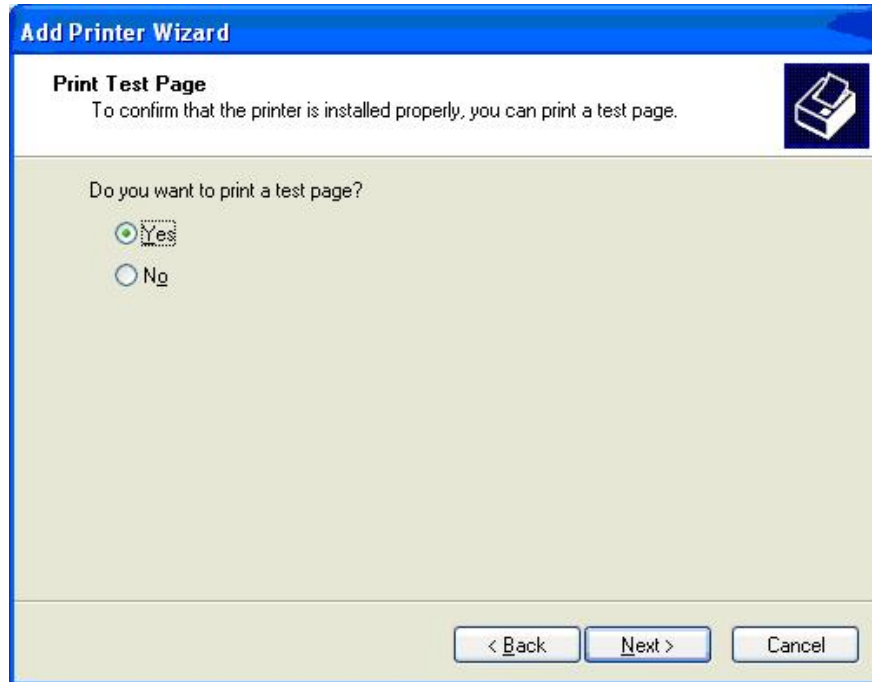 Add Printer Wizard
Print Test Page
To confirm that the printer is installed properly, you can print a test page.
Do you want to print a test page?
Yes
No
< Back Next > Cancel